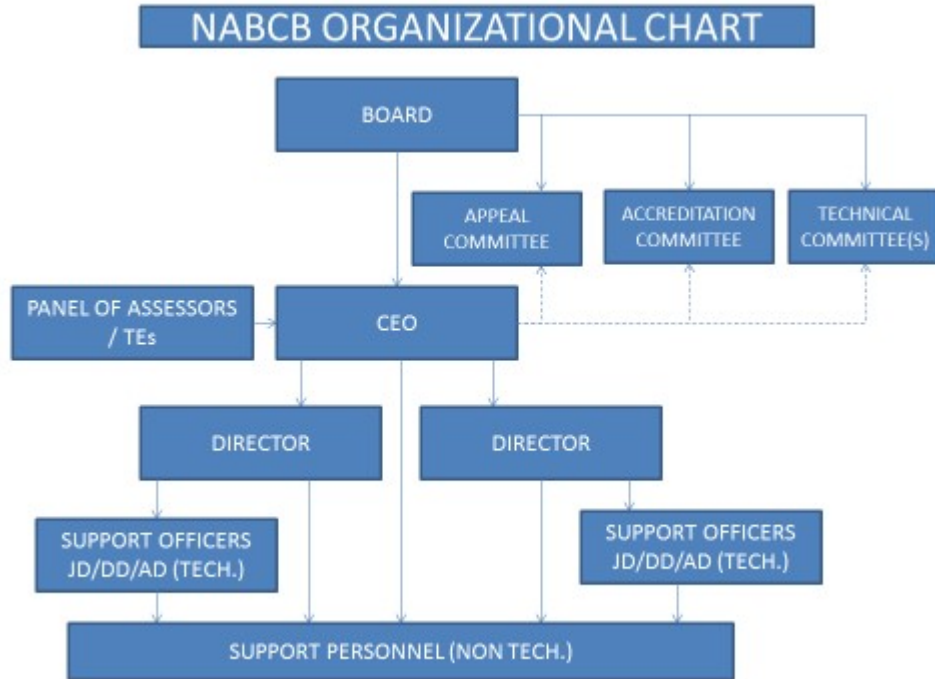 NABCB ORGANIZATIONAL CHART
BOARD
APPEAL
COMMITTEE
ACCREDITATION
COMMITTEE
TECHNICAL
COMMITTEE(S)
PANEL OF ASSESSORS
/ TEs
CEO
DIRECTOR
DIRECTOR
SUPPORT OFFICERS
JD/DD/AD (TECH.)
SUPPORT OFFICERS
JD/DD/AD (TECH.)
SUPPORT PERSONNEL (NON TECH.)